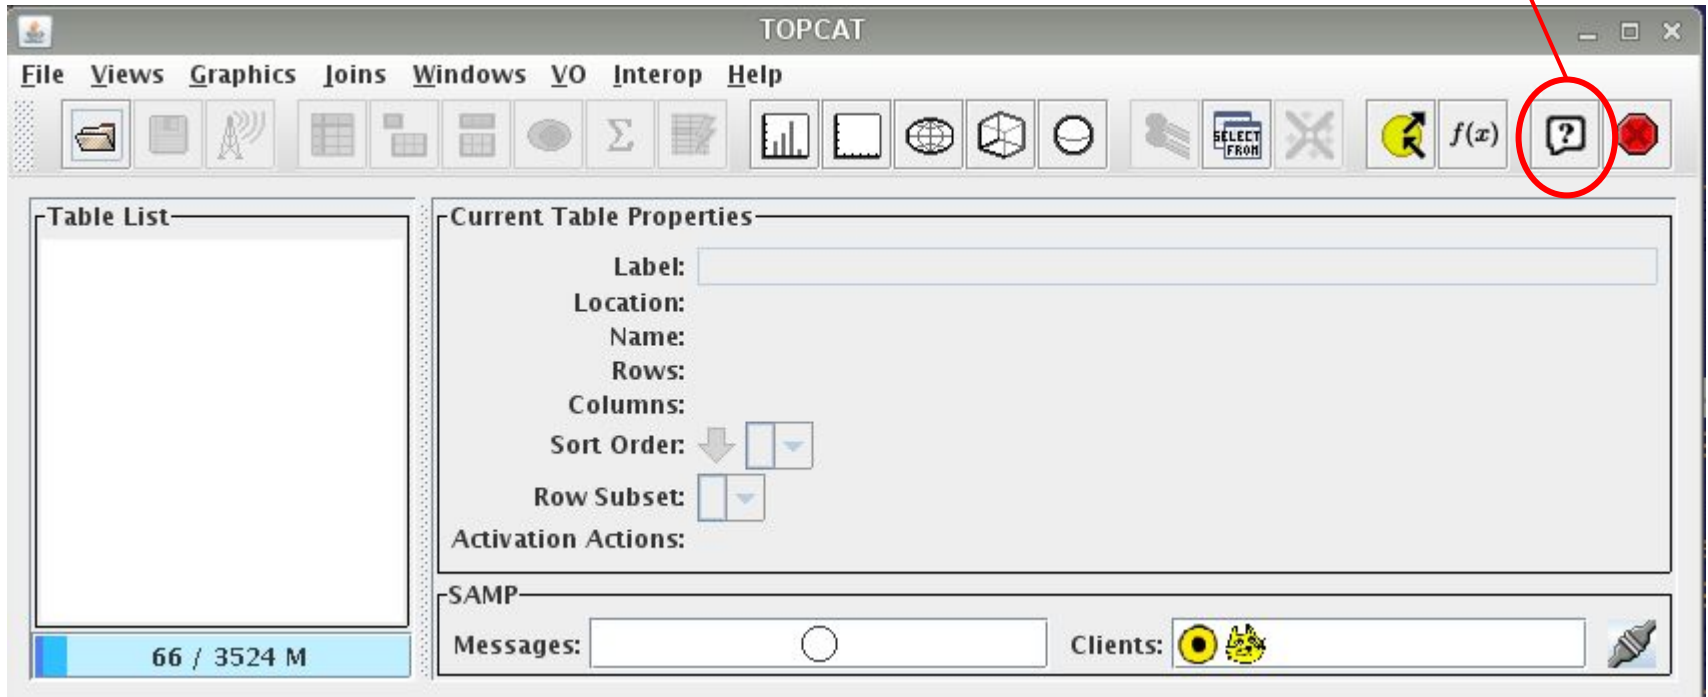 TOPCAT
File Views Graphics Joins Windows VO Interop Help
Σ SELECT FROM f(x) ?
Table List
Current Table Properties
Label:
Location:
Name:
Rows:
Columns:
Sort Order:
Row Subset:
Activation Actions:
SAMP
Messages: Clients:
66 / 3524 M